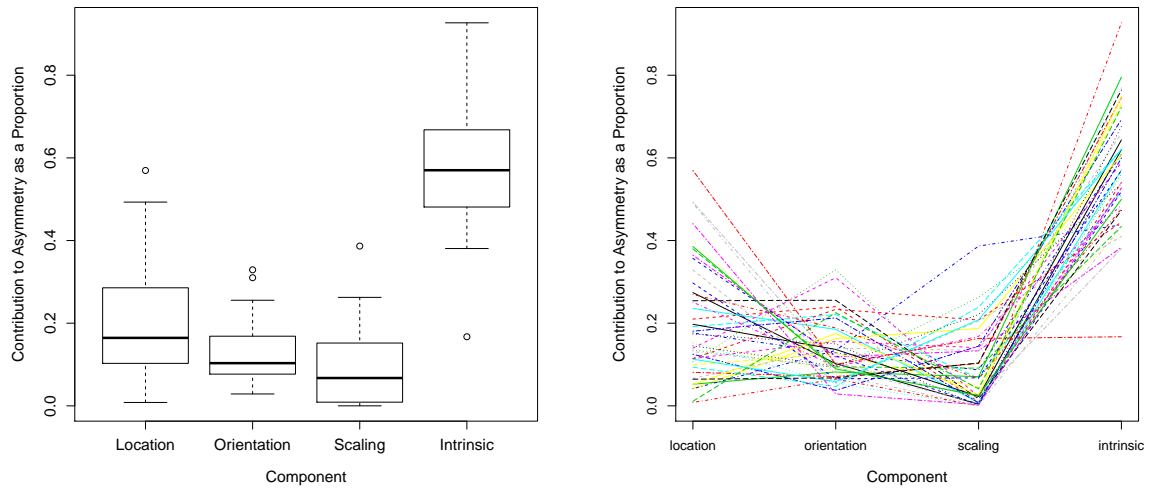 Contribution to Asymmetry as a Proportion
0.8
0.6
0.4
0.2
0.0
Location Orientation Scaling Intrinsic
Component
Contribution to Asymmetry as a Proportion
0.8
0.6
0.4
0.2
0.0
location orientation scaling intrinsic
Component